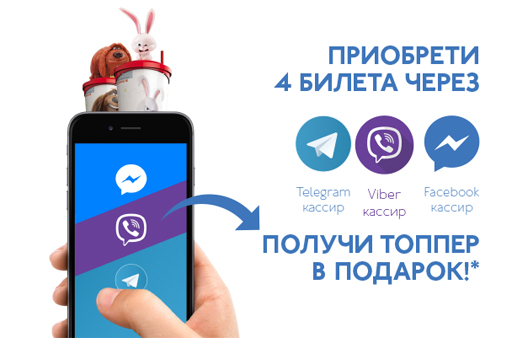 ПРИОБРЕТИ
4 БИЛЕТА ЧЕРЕЗ
Telegram
кассир
Viber
кассир
Facebook
кассир
ПОЛУЧИ ТОППЕР
В ПОДАРОК!*